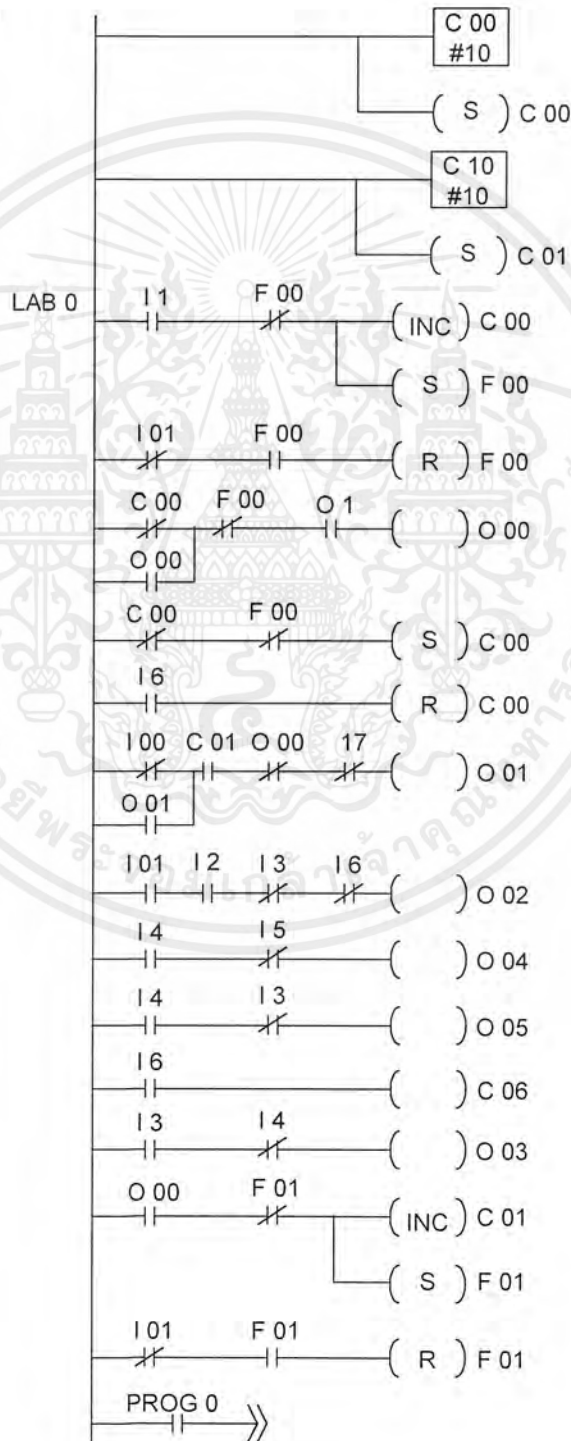 C 00
#10
( S ) C 00
C 10
#10
( S ) C 01
LAB 0
I 1 F 00
(INC) C 00
( S ) F 00
I 01 F 00
( R ) F 00
C 00 F 00 O 1
( ) O 00
O 00
C 00 F 00
( S ) C 00
I 6
( R ) C 00
I 00 C 01 O 00 17
( ) O 01
O 01
I 01 I 2 I 3 I 6
( ) O 02
I 4 I 5
( ) O 04
I 4 I 3
( ) O 05
I 6
( ) C 06
I 3 I 4
( ) O 03
O 00 F 01
(INC) C 01
( S ) F 01
I 01 F 01
( R ) F 01
PROG 0